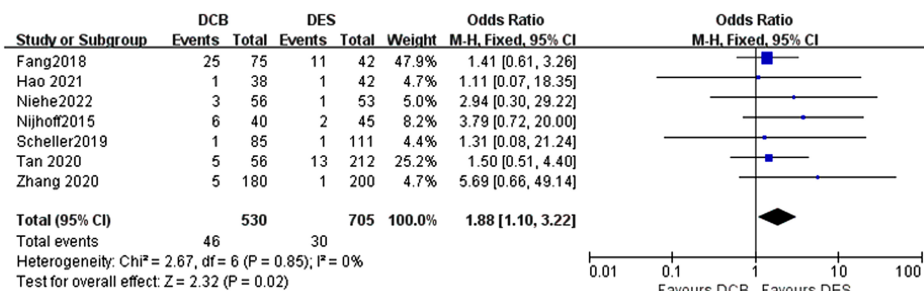 DCB DES Odds Ratio Odds Ratio
Study or Subgroup Events Total Events Total Weight M-H, Fixed, 95% CI M-H, Fixed, 95% CI
Fang2018 25 75 11 42 47.9% 1.41 [0.61, 3.26]
Hao 2021 1 38 1 42 4.7% 1.11 [0.07, 18.35]
Niehe2022 3 56 1 53 5.0% 2.94 [0.30, 29.22]
Nijhoff2015 6 40 2 45 8.2% 3.79 [0.72, 20.00]
Scheller2019 1 85 1 111 4.4% 1.31 [0.08, 21.24]
Tan 2020 5 56 13 212 25.2% 1.50 [0.51, 4.40]
Zhang 2020 5 180 1 200 4.7% 5.69 [0.66, 49.14]
Total (95% CI) 530 705 100.0% 1.88 [1.10, 3.22]
Total events 46 30
Heterogeneity: Chi² = 2.67, df = 6 (P = 0.85); I² = 0%
Test for overall effect: Z = 2.32 (P = 0.02)
0.01 0.1 1 10 100
Favours DCB Favours DES